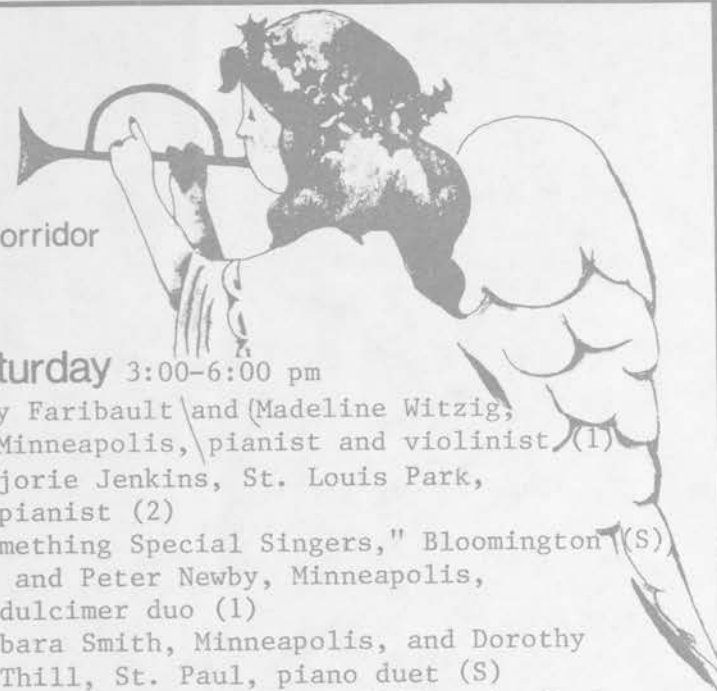 orridor
turday 3:00-6:00 pm
y Faribault and (Madeline Witzig,
Minneapolis, pianist and violinist (1)
jorie Jenkins, St. Louis Park,
pianist (2)
mething Special Singers," Bloomington (S)
and Peter Newby, Minneapolis,
dulcimer duo (1)
bara Smith, Minneapolis, and Dorothy
Thill, St. Paul, piano duet (S)